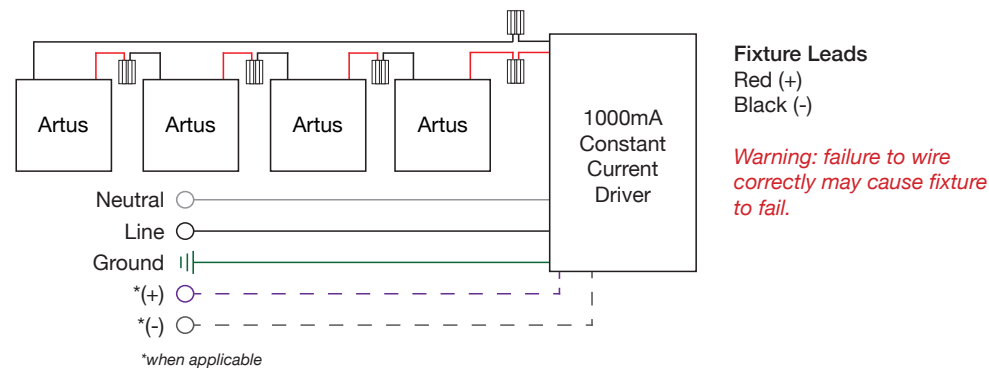 Artus
Artus
Artus
Artus
1000mA
Constant
Current
Driver
Fixture Leads
Red (+)
Black (-)
Warning: failure to wire
correctly may cause fixture
to fail.
Neutral
Line
Ground
*(+)
*(-)
*when applicable